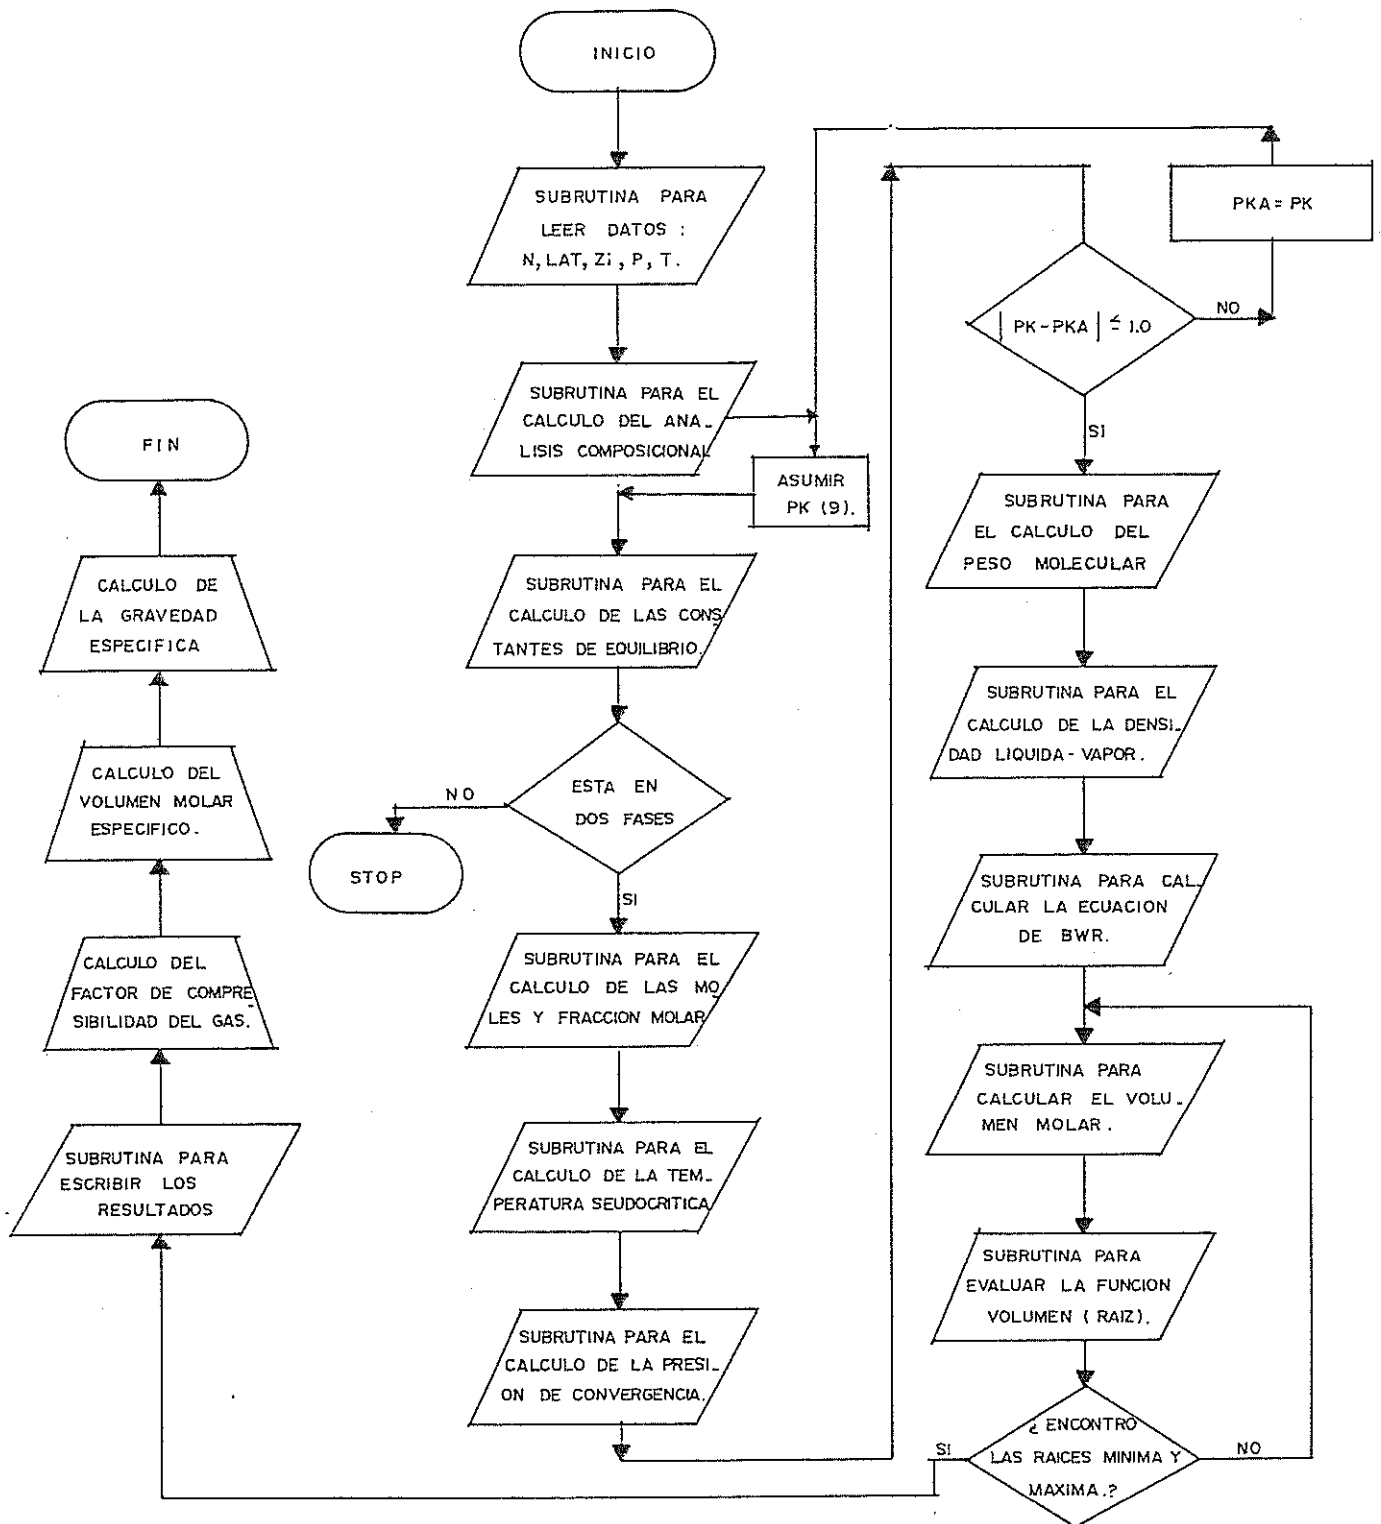 INICIO
SUBRUTINA PARA
LEER DATOS :
N, LAT, Zi, P, T.
SUBRUTINA PARA EL
CALCULO DEL ANA_
LISIS COMPOSICIONAL
ASUMIR
PK (9).
SUBRUTINA PARA EL
CALCULO DE LAS CONS_
TANTES DE EQUILIBRIO.
ESTA EN
DOS FASES
NO
STOP
SI
SUBRUTINA PARA EL
CALCULO DE LAS MO_
LES Y FRACCION MOLAR
SUBRUTINA PARA EL
CALCULO DE LA TEM_
PERATURA SEUDOCRITICA
SUBRUTINA PARA EL
CALCULO DE LA PRESI_
ON DE CONVERGENCIA.
PKA = PK
| PK-PKA | ≤ 1.0
NO
SI
SUBRUTINA PARA
EL CALCULO DEL
PESO MOLECULAR
SUBRUTINA PARA EL
CALCULO DE LA DENSI_
DAD LIQUIDA-VAPOR.
SUBRUTINA PARA CAL_
CULAR LA ECUACION
DE BWR.
SUBRUTINA PARA
CALCULAR EL VOLU_
MEN MOLAR.
SUBRUTINA PARA
EVALUAR LA FUNCION
VOLUMEN (RAIZ).
¿ ENCONTRO
LAS RAICES MINIMA Y
MAXIMA.?
SI
NO
SUBRUTINA PARA
ESCRIBIR LOS
RESULTADOS
CALCULO DEL
FACTOR DE COMPRE_
SIBILIDAD DEL GAS.
CALCULO DEL
VOLUMEN MOLAR
ESPECIFICO.
CALCULO DE
LA GRAVEDAD
ESPECIFICA
FIN